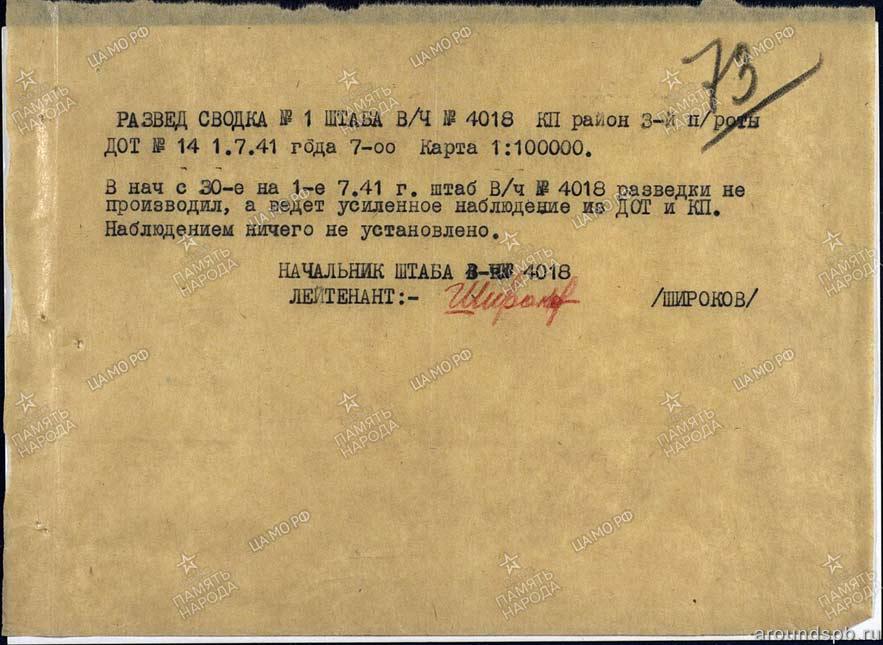 73
РАЗВЕД СВОДКА № 1 ШТАБА В/Ч № 4018 КП район 3-й п/роты
ДОТ № 14 1.7.41 года 7-оо Карта 1:100000.
В нач с 30-е на 1-е 7.41 г. штаб В/ч № 4018 разведки не
производил, а ведет усиленное наблюдение из ДОТ и КП.
Наблюдением ничего не установлено.
НАЧАЛЬНИК ШТАБА В-Ч№ 4018
ЛЕЙТЕНАНТ:- Широков /ШИРОКОВ/
ПАМЯТЬ НАРОДА
ЦА МО РФ
aroundspb.ru